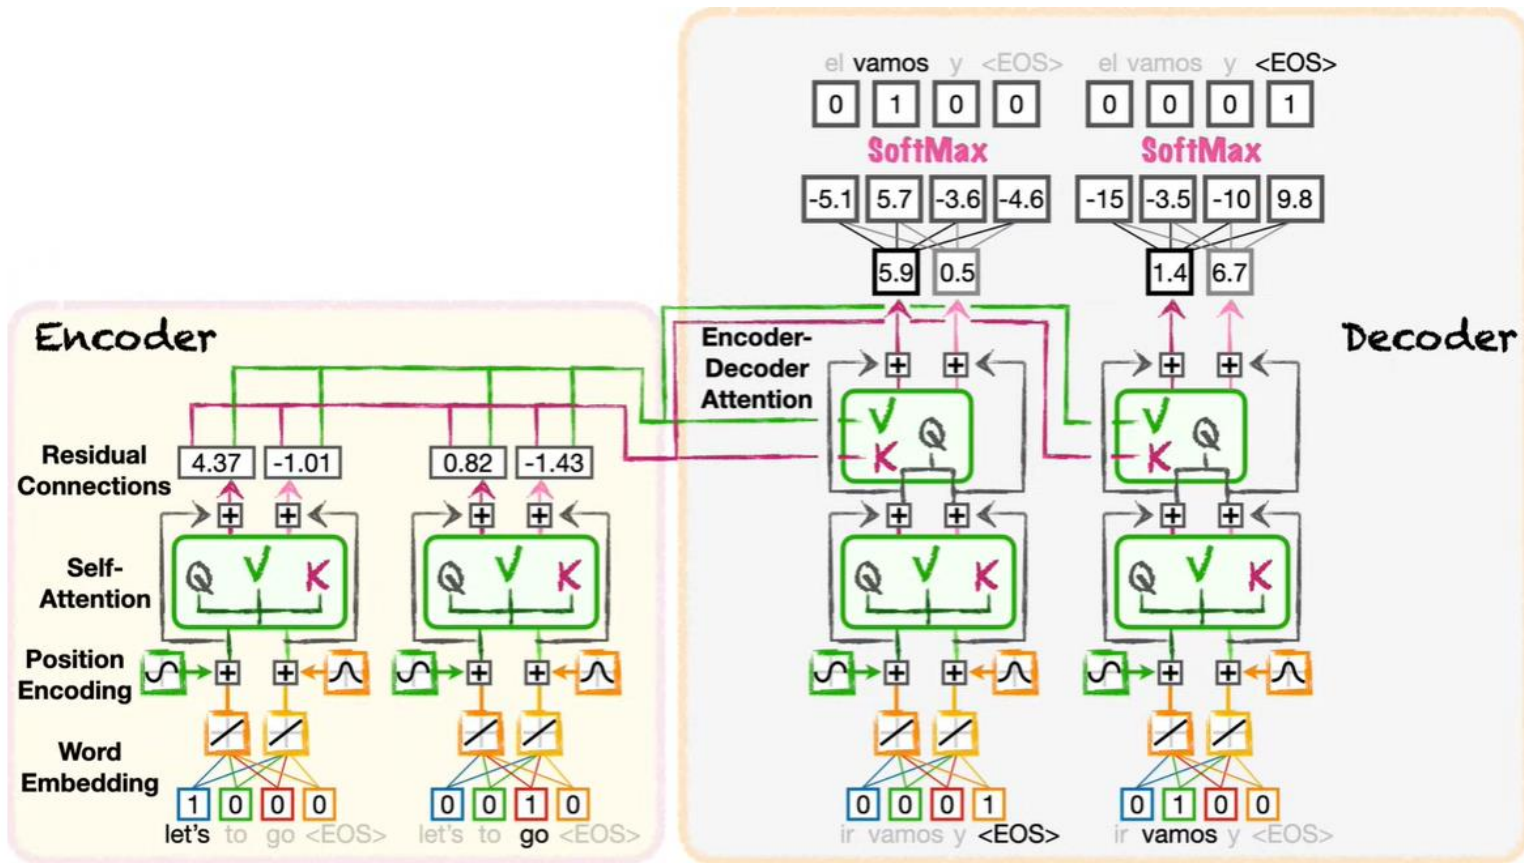 el vamos y <EOS> el vamos y <EOS>
0 1 0 0 0 0 0 1
SoftMax SoftMax
-5.1 5.7 -3.6 -4.6 -15 -3.5 -10 9.8
5.9 0.5 1.4 6.7
Encoder
Decoder
Encoder-
Decoder
Attention
+ + + +
V Q K V Q K
Residual
Connections
4.37 -1.01 0.82 -1.43
+ + + + + + + +
Self-
Attention
Q V K Q V K Q V K Q V K
Position
Encoding
+ + + + + + + +
Word
Embedding
1 0 0 0 0 0 1 0 0 0 0 1 0 1 0 0
let's to go <EOS> let's to go <EOS> ir vamos y <EOS> ir vamos y <EOS>